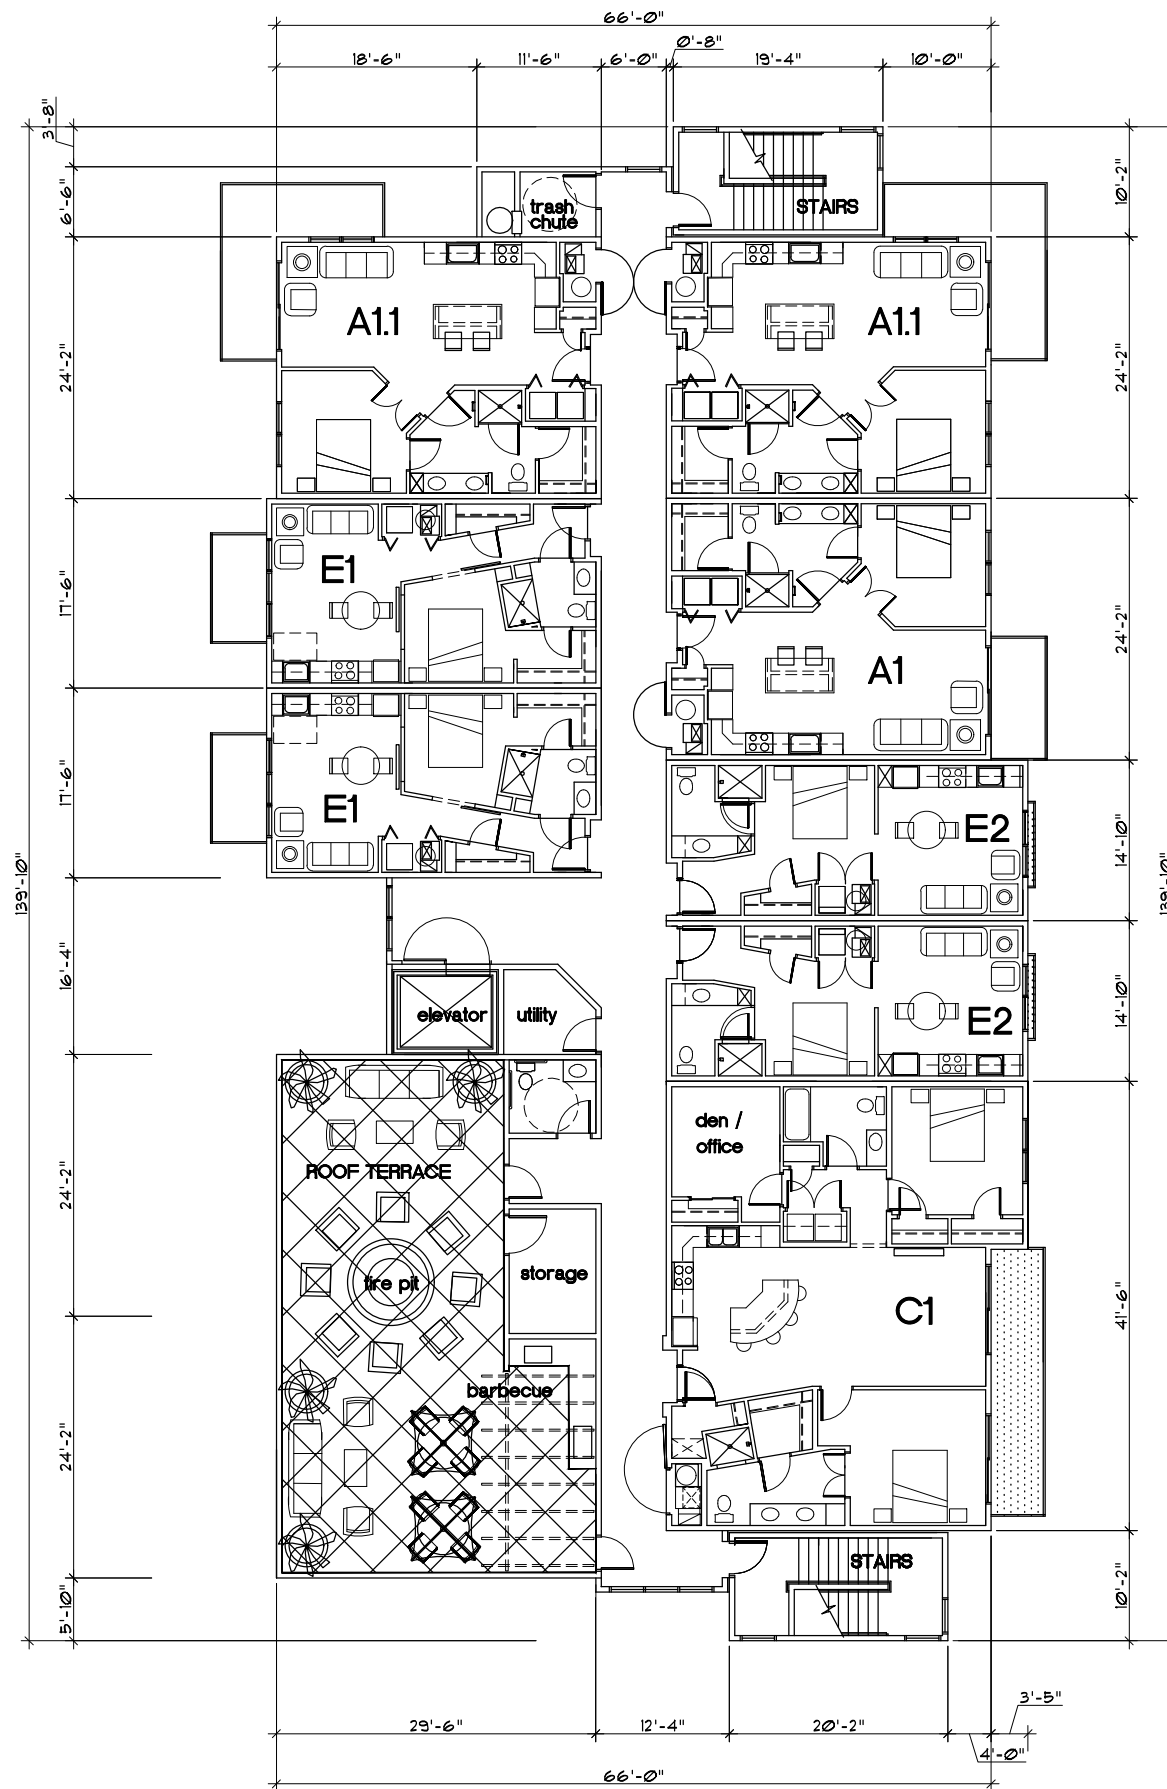 66'-0"
0'-8"
18'-6"
11'-6"
6'-0"
19'-4"
10'-0"
3'-8"
6'-6"
10'-2"
trash
chute
STAIRS
A1.1
A1.1
24'-2"
24'-2"
E1
17'-6"
A1
24'-2"
E1
17'-6"
E2
14'-10"
139'-10"
139'-10"
16'-4"
elevator
utility
E2
14'-10"
den /
office
ROOF TERRACE
24'-2"
fire pit
storage
C1
41'-6"
barbecue
24'-2"
STAIRS
5'-10"
10'-2"
3'-5"
29'-6"
12'-4"
20'-2"
4'-0"
66'-0"